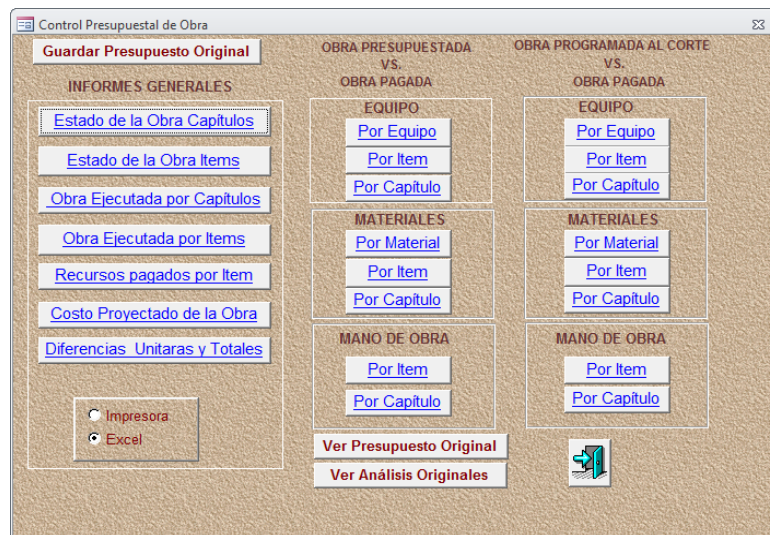 Control Presupuestal de Obra
Guardar Presupuesto Original
INFORMES GENERALES
Estado de la Obra Capítulos
Estado de la Obra Items
Obra Ejecutada por Capítulos
Obra Ejecutada por Items
Recursos pagados por Item
Costo Proyectado de la Obra
Diferencias Unitaras y Totales
Impresora
Excel
OBRA PRESUPUESTADA
VS.
OBRA PAGADA
EQUIPO
Por Equipo
Por Item
Por Capítulo
MATERIALES
Por Material
Por Item
Por Capítulo
MANO DE OBRA
Por Item
Por Capítulo
Ver Presupuesto Original
Ver Análisis Originales
OBRA PROGRAMADA AL CORTE
VS.
OBRA PAGADA
EQUIPO
Por Equipo
Por Item
Por Capítulo
MATERIALES
Por Material
Por Item
Por Capítulo
MANO DE OBRA
Por Item
Por Capítulo